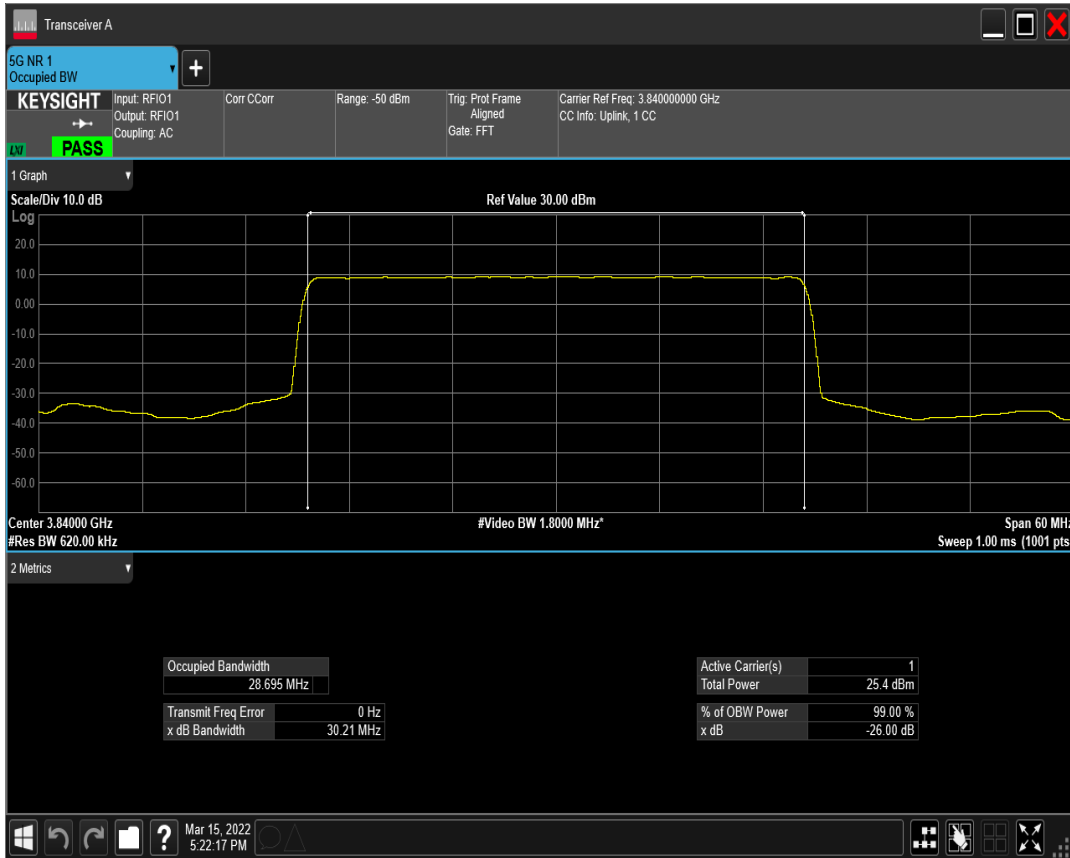 Transceiver A
5G NR 1
Occupied BW
+
KEYSIGHT
LXI
PASS
Input: RFIO1
Output: RFIO1
Coupling: AC
Corr CCorr
Range: -50 dBm
Trig: Prot Frame
Aligned
Gate: FFT
Carrier Ref Freq: 3.840000000 GHz
CC Info: Uplink, 1 CC
1 Graph
Scale/Div 10.0 dB
Ref Value 30.00 dBm
Log
20.0
10.0
0.00
-10.0
-20.0
-30.0
-40.0
-50.0
-60.0
Center 3.84000 GHz
#Video BW 1.8000 MHz*
Span 60 MHz
#Res BW 620.00 kHz
Sweep 1.00 ms (1001 pts
2 Metrics
Occupied Bandwidth
28.695 MHz
Transmit Freq Error 0 Hz
x dB Bandwidth 30.21 MHz
Active Carrier(s) 1
Total Power 25.4 dBm
% of OBW Power 99.00 %
x dB -26.00 dB
?
Mar 15, 2022
5:22:17 PM